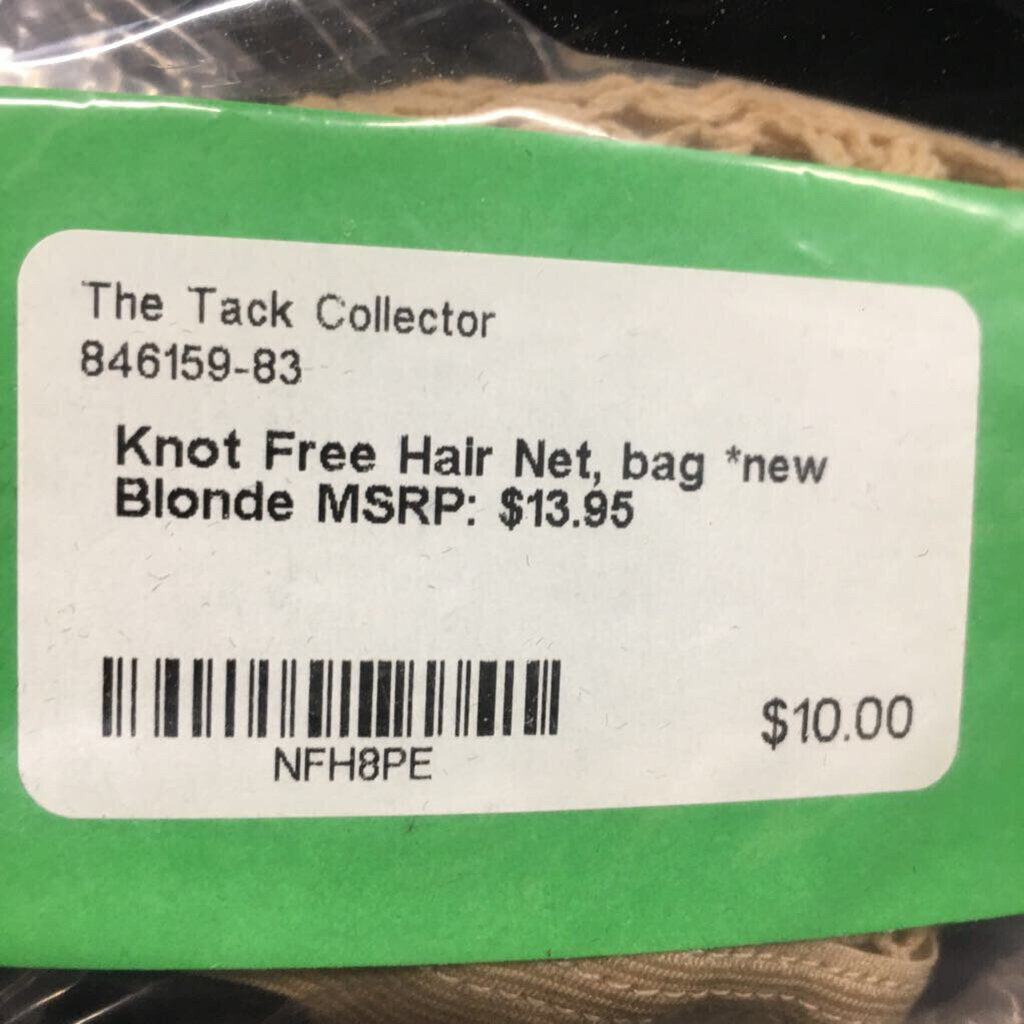 The Tack Collector
846159-83
Knot Free Hair Net, bag *new
Blonde MSRP: $13.95
NFH8PE
$10.00